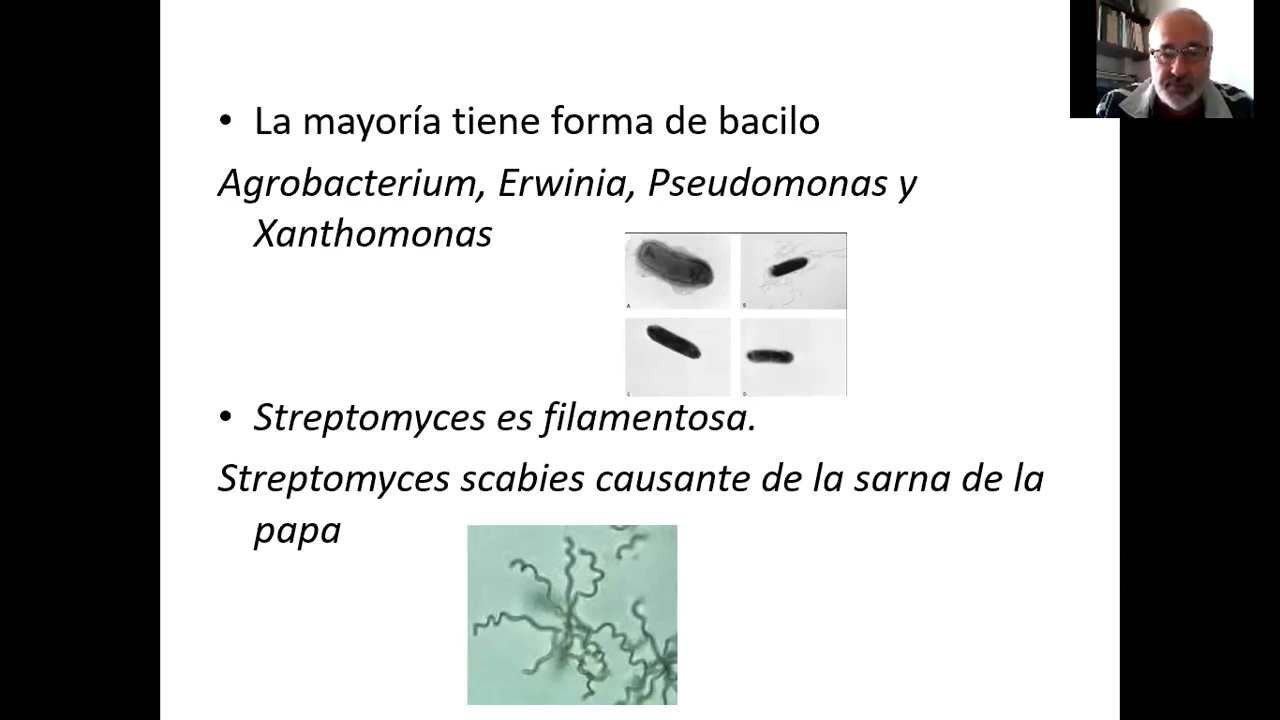 • La mayoría tiene forma de bacilo
Agrobacterium, Erwinia, Pseudomonas y
Xanthomonas
A
B
C
D
• Streptomyces es filamentosa.
Streptomyces scabies causante de la sarna de la
papa